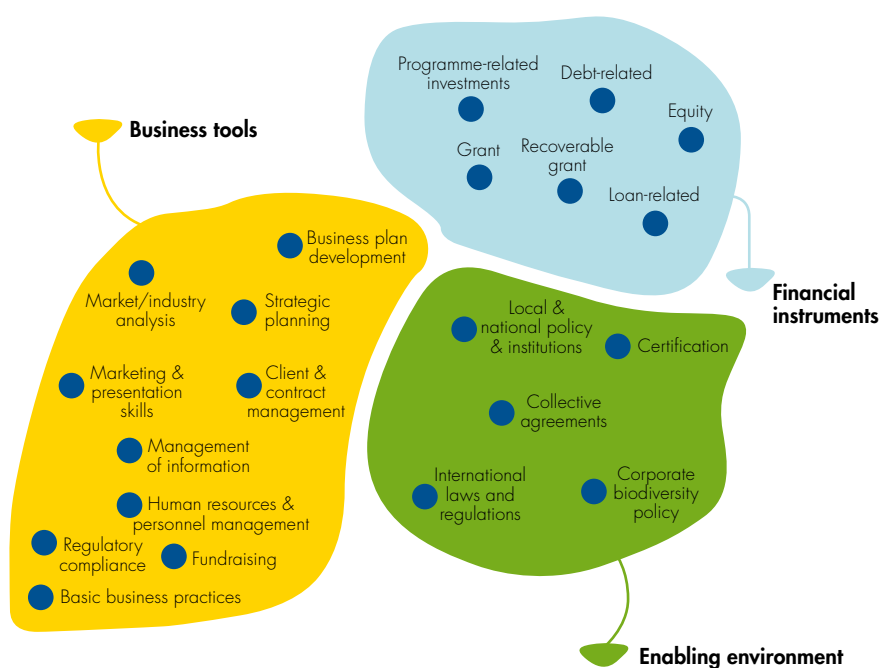 Business tools
Business plan
development
Market/industry
analysis
Strategic
planning
Marketing &
presentation
skills
Client &
contract
management
Management
of information
Human resources &
personnel management
Regulatory
compliance
Fundraising
Basic business practices
Programme-related
investments
Debt-related
Equity
Grant
Recoverable
grant
Loan-related
Financial
instruments
Local &
national policy
& institutions
Certification
Collective
agreements
International
laws and
regulations
Corporate
biodiversity
policy
Enabling environment